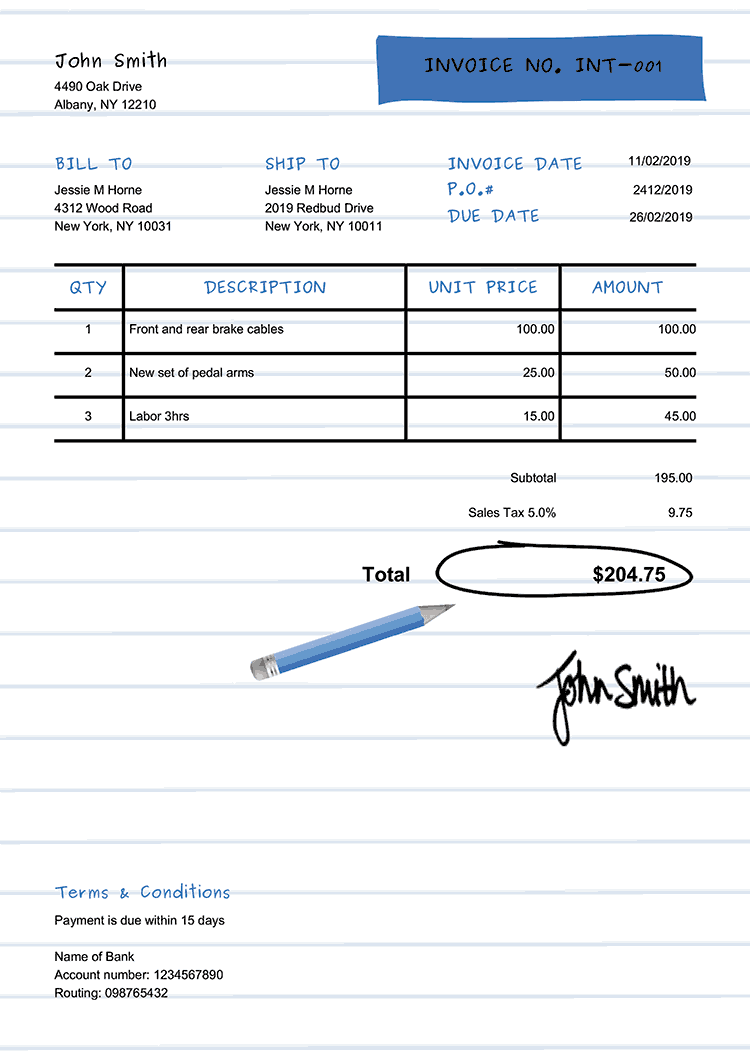 John Smith
4490 Oak Drive
Albany, NY 12210
INVOICE NO. INT-001
BILL TO
Jessie M Horne
4312 Wood Road
New York, NY 10031
SHIP TO
Jessie M Horne
2019 Redbud Drive
New York, NY 10011
INVOICE DATE 11/02/2019
P.O.# 2412/2019
DUE DATE 26/02/2019
QTY DESCRIPTION UNIT PRICE AMOUNT
1 Front and rear brake cables 100.00 100.00
2 New set of pedal arms 25.00 50.00
3 Labor 3hrs 15.00 45.00
Subtotal 195.00
Sales Tax 5.0% 9.75
Total $204.75
John Smith
Terms & Conditions
Payment is due within 15 days
Name of Bank
Account number: 1234567890
Routing: 098765432